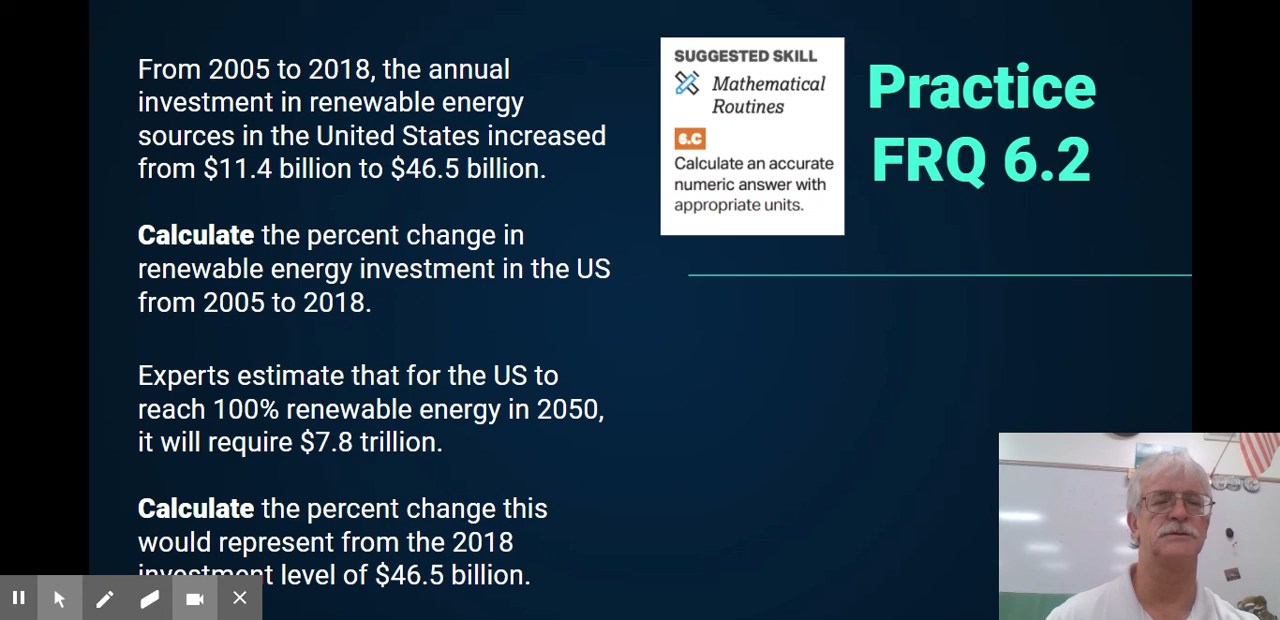 From 2005 to 2018, the annual
investment in renewable energy
sources in the United States increased
from $11.4 billion to $46.5 billion.
Calculate the percent change in
renewable energy investment in the US
from 2005 to 2018.
Experts estimate that for the US to
reach 100% renewable energy in 2050,
it will require $7.8 trillion.
Calculate the percent change this
would represent from the 2018
investment level of $46.5 billion.
SUGGESTED SKILL
Mathematical
Routines
6.C
Calculate an accurate
numeric answer with
appropriate units.
Practice
FRQ 6.2